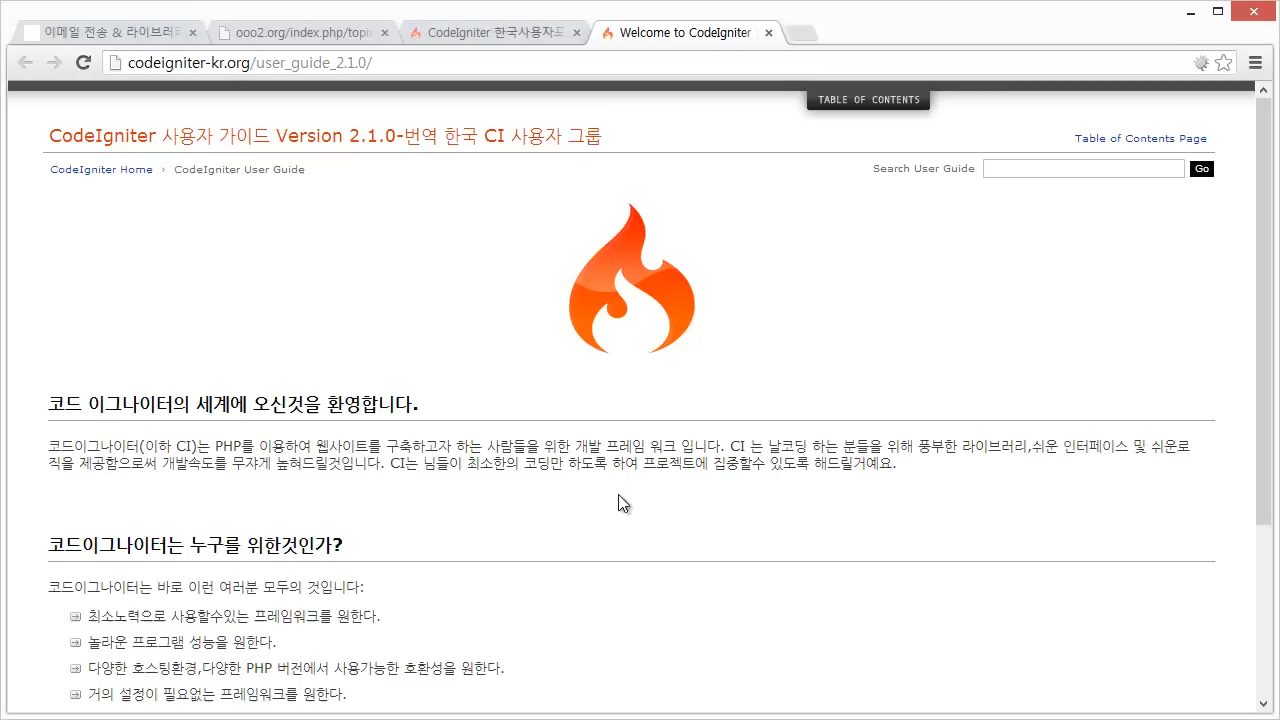 이메일 전송 & 라이브러리
ooo2.org/index.php/topi
CodeIgniter 한국사용자포
Welcome to CodeIgniter
codeigniter-kr.org/user_guide_2.1.0/
TABLE OF CONTENTS
CodeIgniter 사용자 가이드 Version 2.1.0-번역 한국 CI 사용자 그룹
Table of Contents Page
CodeIgniter Home › CodeIgniter User Guide
Search User Guide
Go
코드 이그나이터의 세계에 오신것을 환영합니다.
코드이그나이터(이하 CI)는 PHP를 이용하여 웹사이트를 구축하고자 하는 사람들을 위한 개발 프레임 워크 입니다. CI 는 날코딩 하는 분들을 위해 풍부한 라이브러리,쉬운 인터페이스 및 쉬운로
직을 제공함으로써 개발속도를 무쟈게 높혀드릴것입니다. CI는 님들이 최소한의 코딩만 하도록 하여 프로젝트에 집중할수 있도록 해드릴거예요.
코드이그나이터는 누구를 위한것인가?
코드이그나이터는 바로 이런 여러분 모두의 것입니다:
최소노력으로 사용할수있는 프레임워크를 원한다.
놀라운 프로그램 성능을 원한다.
다양한 호스팅환경,다양한 PHP 버전에서 사용가능한 호환성을 원한다.
거의 설정이 필요없는 프레임워크를 원한다.